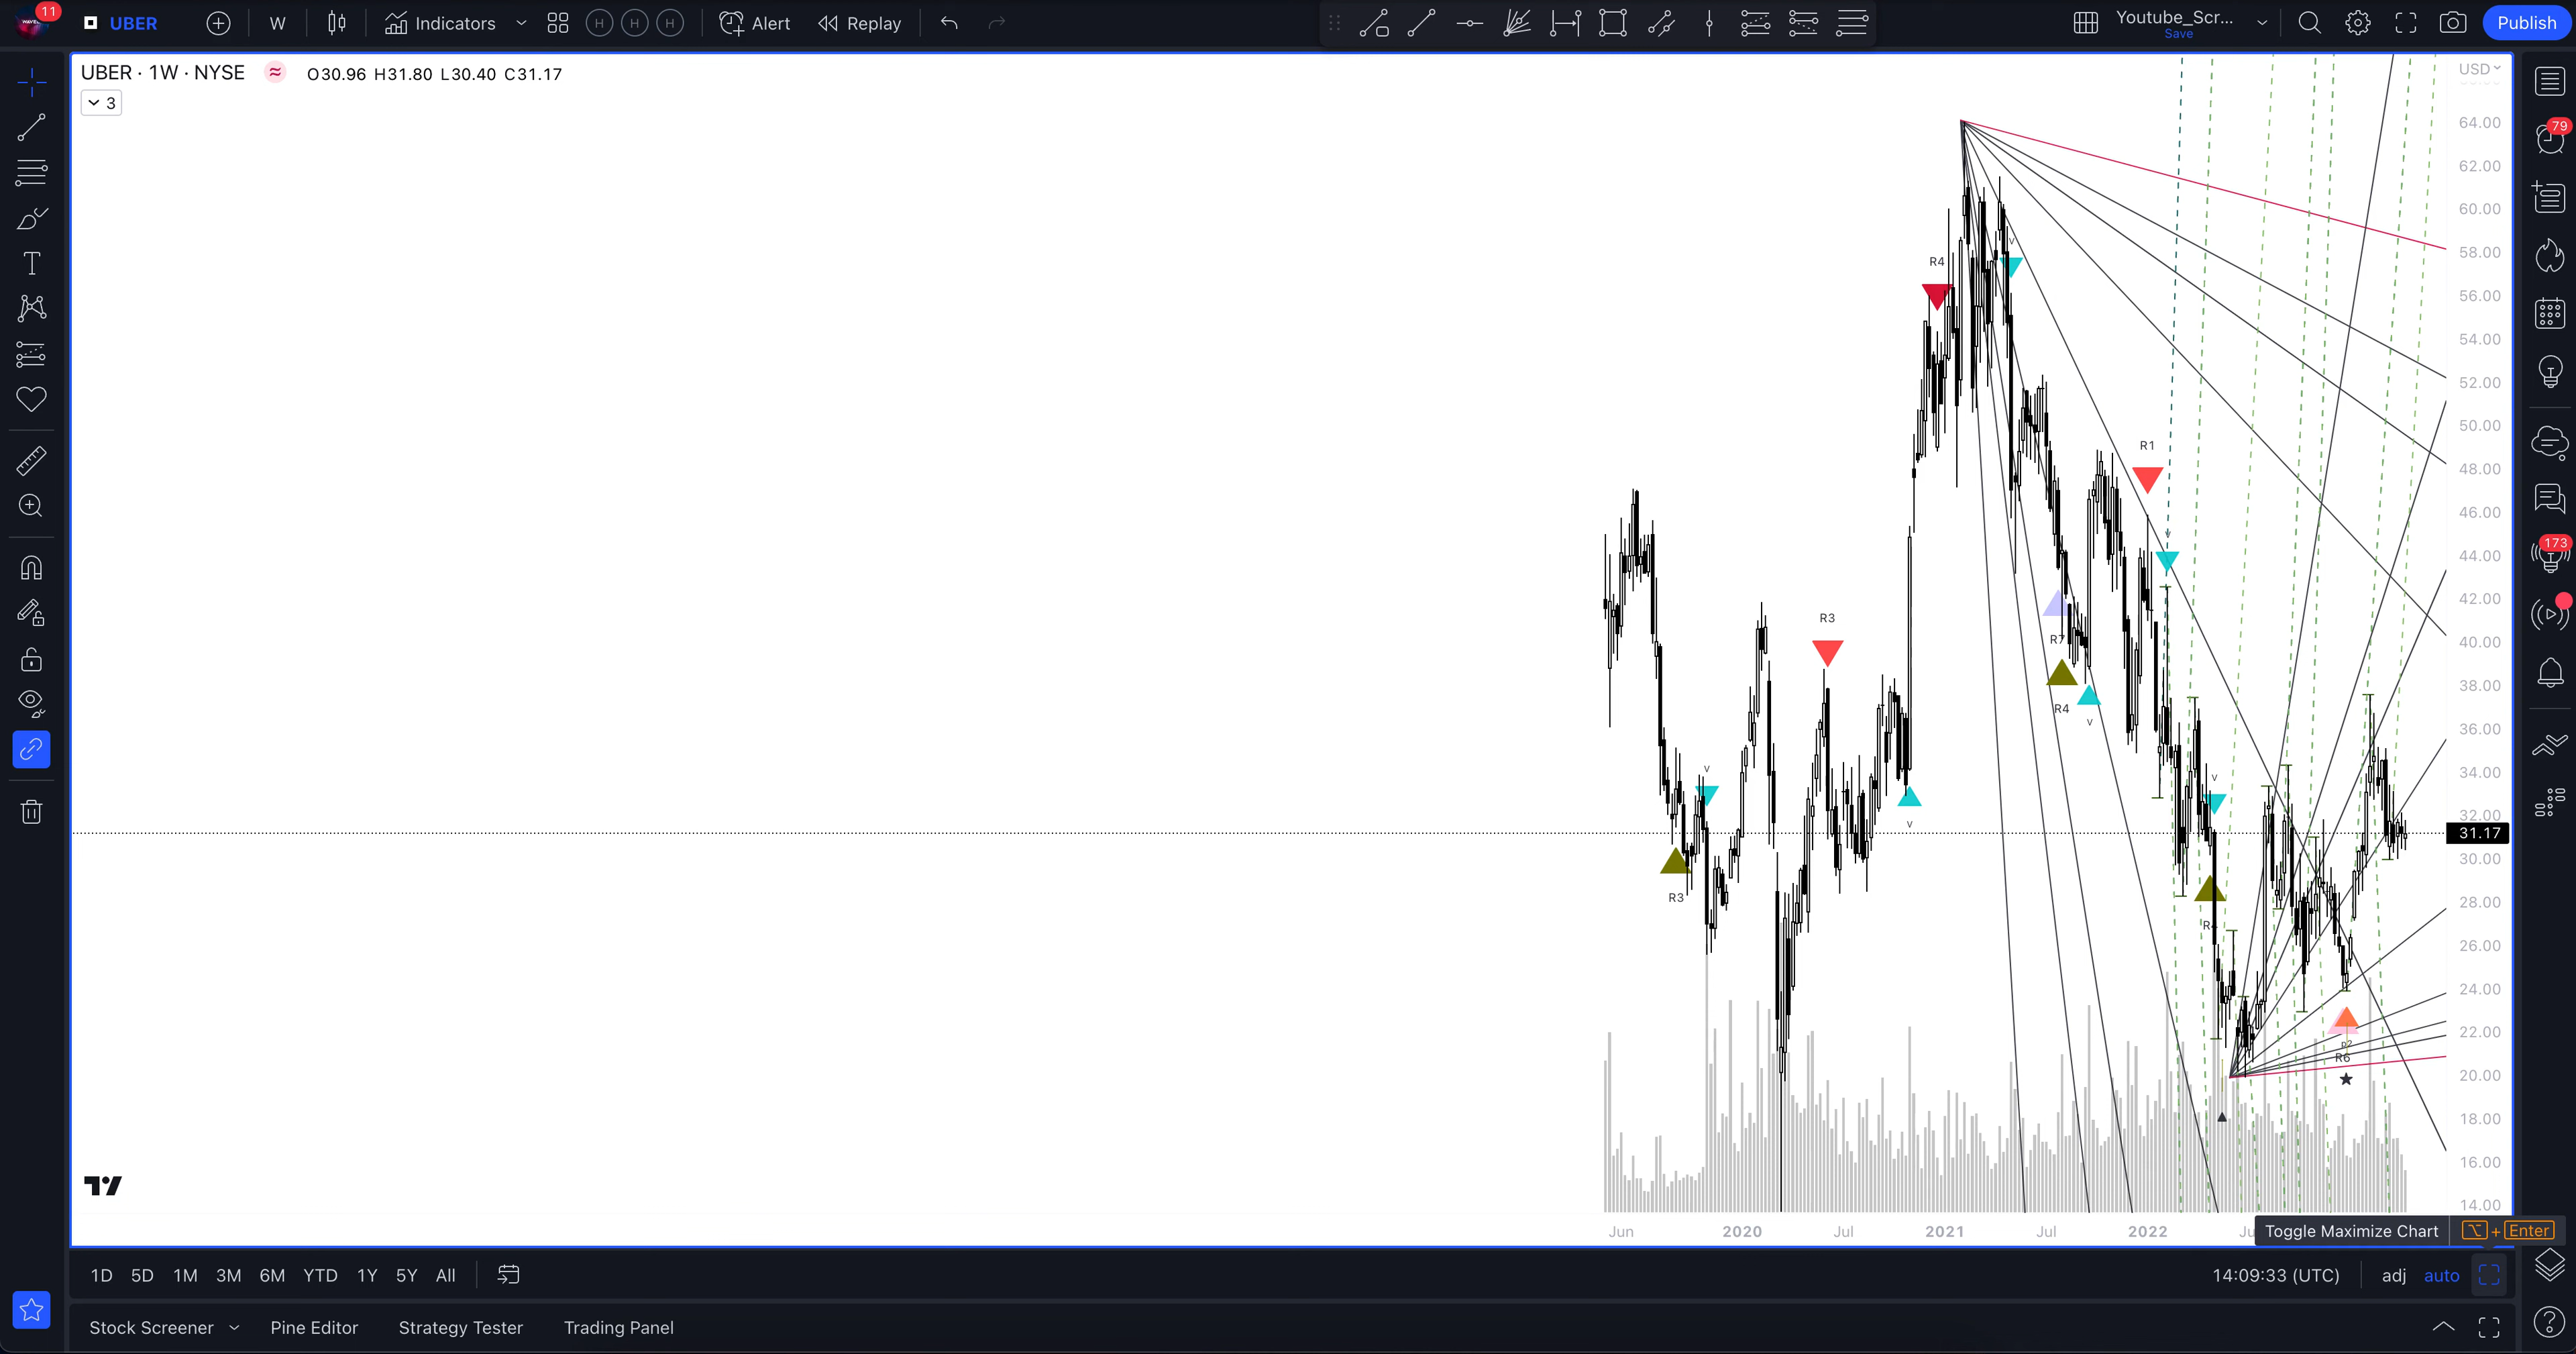 11
UBER
W
Indicators
H
H
H
Alert
Replay
Youtube_Scr...
Save
Publish
UBER · 1W · NYSE
O30.96 H31.80 L30.40 C31.17
3
USD
64.00
62.00
60.00
58.00
56.00
54.00
52.00
50.00
48.00
46.00
44.00
42.00
40.00
38.00
36.00
34.00
32.00
31.17
30.00
28.00
26.00
24.00
22.00
20.00
18.00
16.00
14.00
79
173
v
R4
R1
R3
R7
R4
v
v
v
v
R3
R6
Jun
2020
Jul
2021
Jul
2022
Ju
Toggle Maximize Chart
+ Enter
1D 5D 1M 3M 6M YTD 1Y 5Y All
14:09:33 (UTC)
adj
auto
Stock Screener
Pine Editor
Strategy Tester
Trading Panel